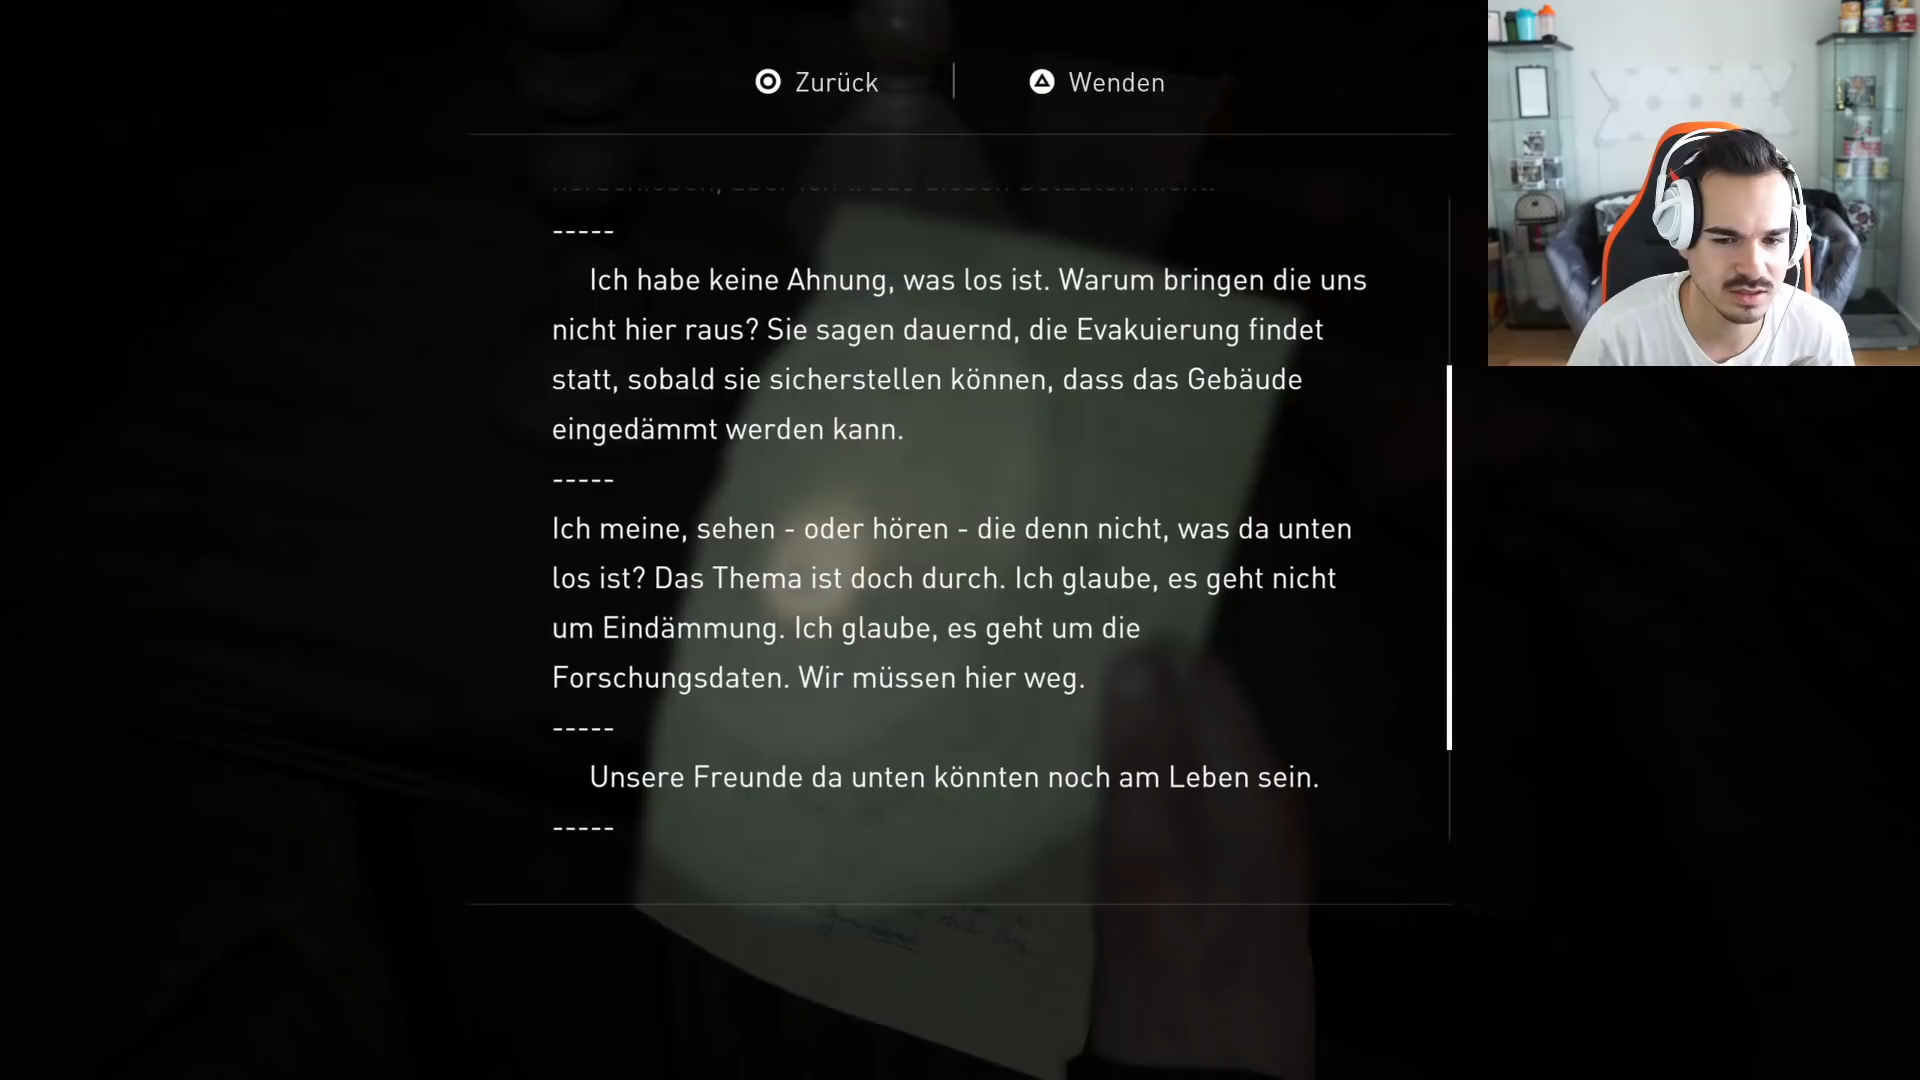 Zurück
Wenden
-----
Ich habe keine Ahnung, was los ist. Warum bringen die uns
nicht hier raus? Sie sagen dauernd, die Evakuierung findet
statt, sobald sie sicherstellen können, dass das Gebäude
eingedämmt werden kann.
-----
Ich meine, sehen - oder hören - die denn nicht, was da unten
los ist? Das Thema ist doch durch. Ich glaube, es geht nicht
um Eindämmung. Ich glaube, es geht um die
Forschungsdaten. Wir müssen hier weg.
-----
Unsere Freunde da unten könnten noch am Leben sein.
-----